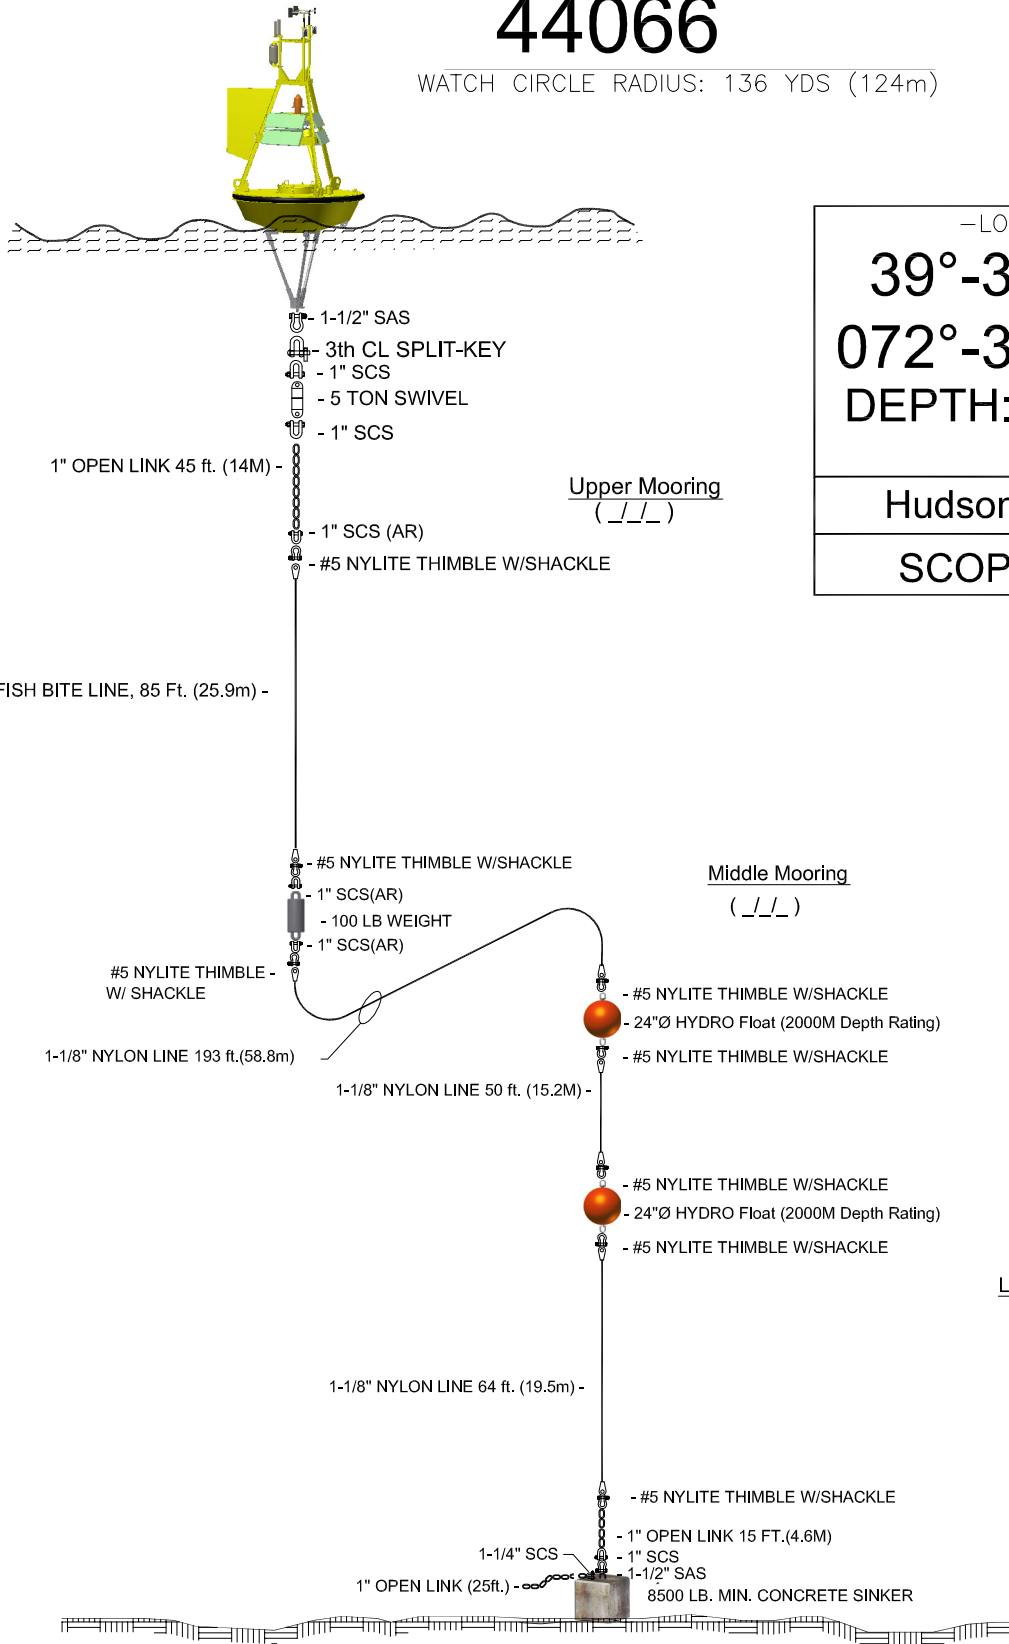 44066
WATCH CIRCLE RADIUS: 136 YDS (124m)
-LO
39°-3
072°-3
DEPTH:
Hudson
SCOP
1-1/2" SAS
- 3th CL SPLIT-KEY
- 1" SCS
- 5 TON SWIVEL
- 1" SCS
1" OPEN LINK 45 ft. (14M) -
Upper Mooring
( _/_/_ )
- 1" SCS (AR)
- #5 NYLITE THIMBLE W/SHACKLE
FISH BITE LINE, 85 Ft. (25.9m) -
- #5 NYLITE THIMBLE W/SHACKLE
- 1" SCS(AR)
- 100 LB WEIGHT
- 1" SCS(AR)
Middle Mooring
( _/_/_ )
#5 NYLITE THIMBLE -
W/ SHACKLE
1-1/8" NYLON LINE 193 ft.(58.8m)
- #5 NYLITE THIMBLE W/SHACKLE
- 24"Ø HYDRO Float (2000M Depth Rating)
- #5 NYLITE THIMBLE W/SHACKLE
1-1/8" NYLON LINE 50 ft. (15.2M) -
- #5 NYLITE THIMBLE W/SHACKLE
- 24"Ø HYDRO Float (2000M Depth Rating)
- #5 NYLITE THIMBLE W/SHACKLE
L
1-1/8" NYLON LINE 64 ft. (19.5m) -
- #5 NYLITE THIMBLE W/SHACKLE
- 1" OPEN LINK 15 FT.(4.6M)
1-1/4" SCS
- 1" SCS
- 1-1/2" SAS
1" OPEN LINK (25ft.) -
8500 LB. MIN. CONCRETE SINKER